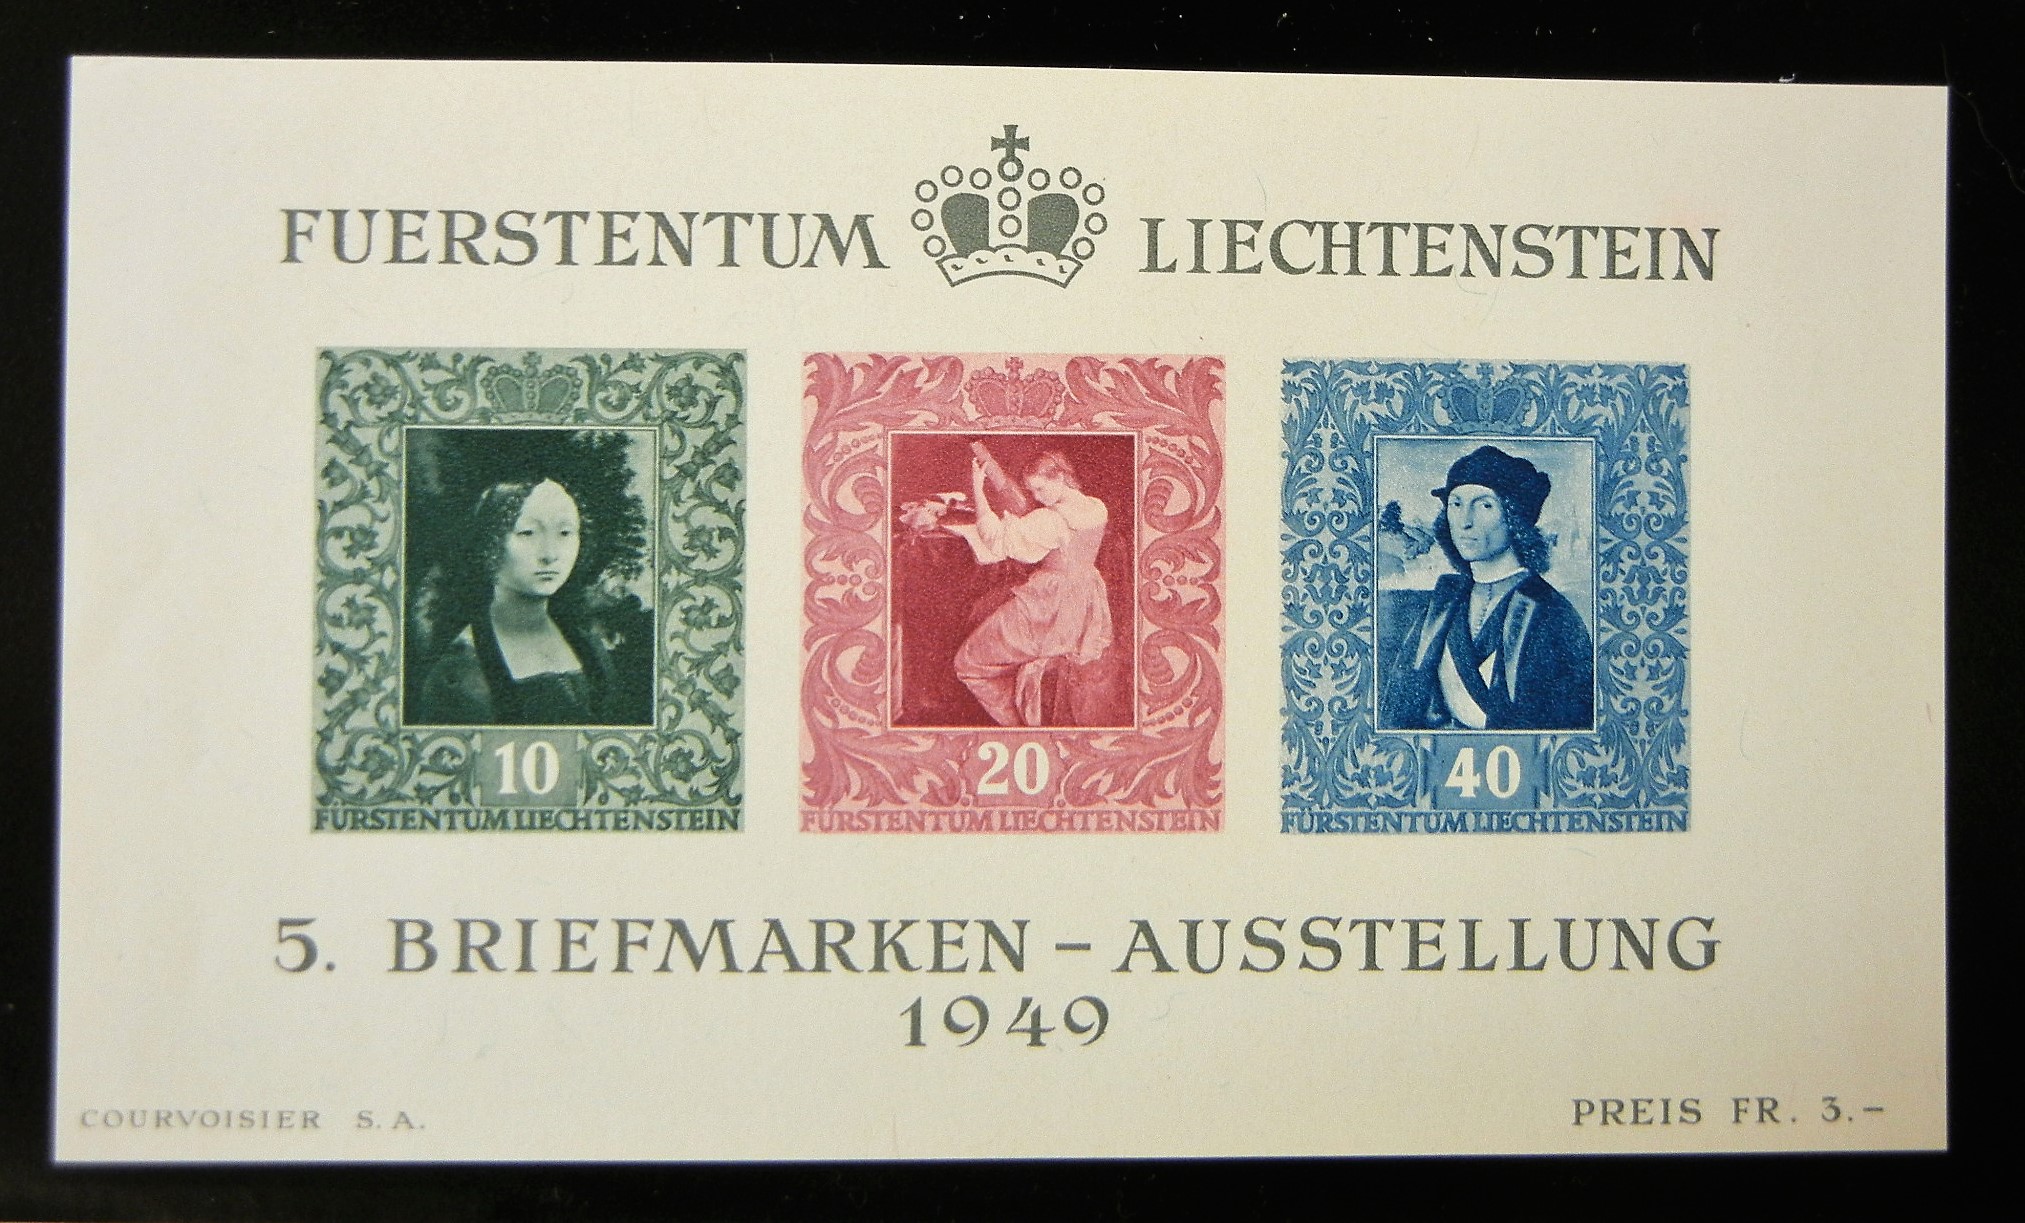 FUERSTENTUM LIECHTENSTEIN
10
FÜRSTENTUM LIECHTENSTEIN
20
FÜRSTENTUM LIECHTENSTEIN
40
FÜRSTENTUM LIECHTENSTEIN
5. BRIEFMARKEN – AUSSTELLUNG
1949
COURVOISIER S.A.
PREIS FR. 3.–